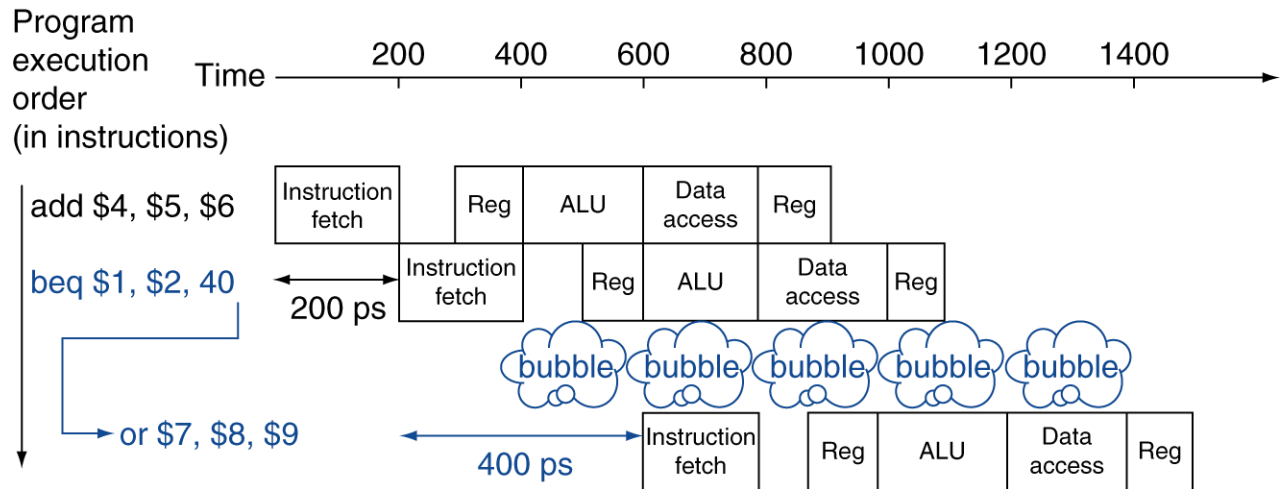 Program
execution
order
(in instructions)
Time
200 400 600 800 1000 1200 1400
add $4, $5, $6
Instruction
fetch
Reg
ALU
Data
access
Reg
beq $1, $2, 40
200 ps
Instruction
fetch
Reg
ALU
Data
access
Reg
bubble bubble bubble bubble bubble
or $7, $8, $9
400 ps
Instruction
fetch
Reg
ALU
Data
access
Reg